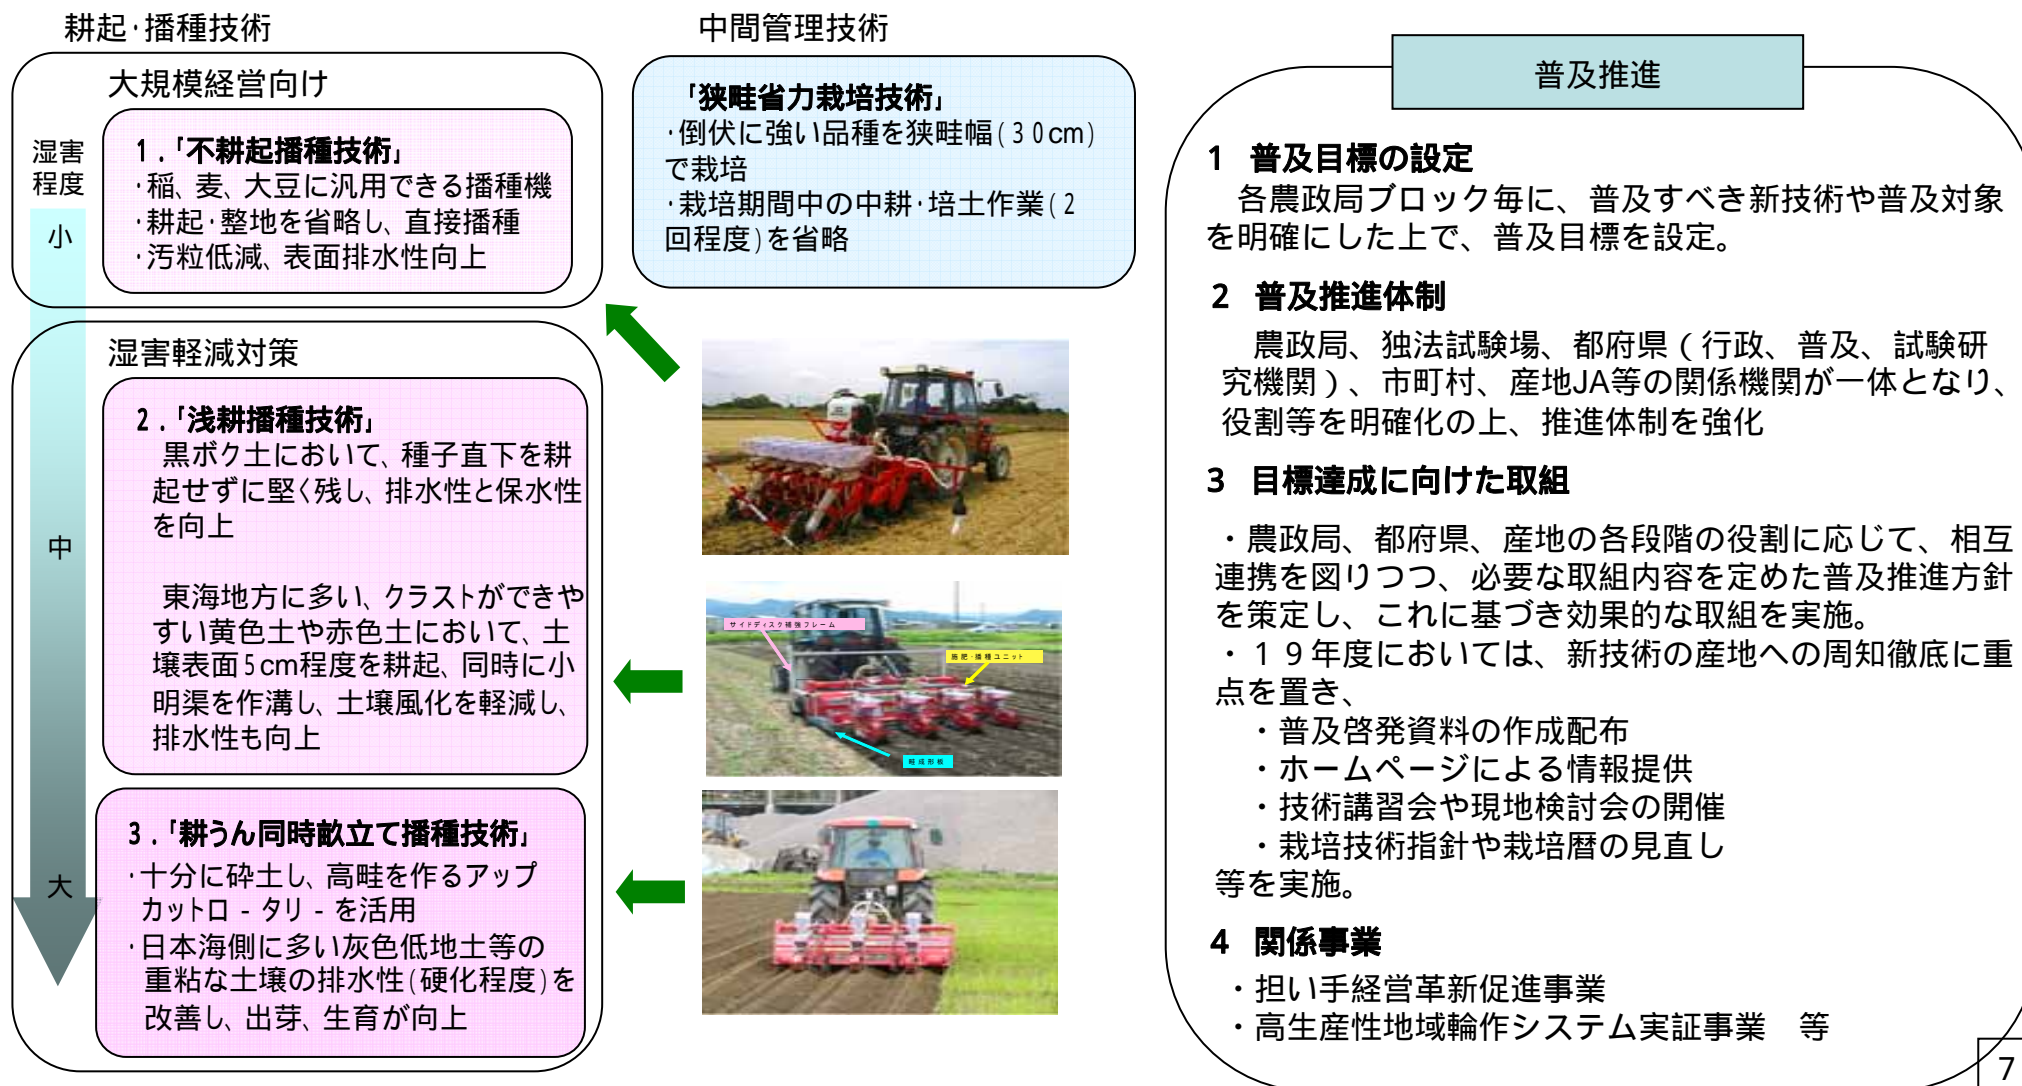 耕起･播種技術
大規模経営向け
湿害
程度
小
中
大
1．｢不耕起播種技術｣
･稲、麦、大豆に汎用できる播種機
･耕起･整地を省略し、直接播種
･汚粒低減、表面排水性向上
湿害軽減対策
2．｢浅耕播種技術｣
黒ボク土において、種子直下を耕
起せずに堅く残し、排水性と保水性
を向上
東海地方に多い、クラストができや
すい黄色土や赤色土において、土
壌表面5cm程度を耕起、同時に小
明渠を作溝し、土壌風化を軽減し、
排水性も向上
3．｢耕うん同時畝立て播種技術｣
･十分に砕土し、高畦を作るアップ
カットロ－タリ－を活用
･日本海側に多い灰色低地土等の
重粘な土壌の排水性(硬化程度)を
改善し、出芽、生育が向上
中間管理技術
｢狭畦省力栽培技術｣
･倒伏に強い品種を狭畦幅(30cm)
で栽培
･栽培期間中の中耕･培土作業(2
回程度)を省略
サイドディスク補強フレーム
施肥・播種ユニット
畦成形板
普及推進
1 普及目標の設定
各農政局ブロック毎に、普及すべき新技術や普及対象
を明確にした上で、普及目標を設定。
2 普及推進体制
農政局、独法試験場、都府県（行政、普及、試験研
究機関）、市町村、産地JA等の関係機関が一体となり、
役割等を明確化の上、推進体制を強化
3 目標達成に向けた取組
・農政局、都府県、産地の各段階の役割に応じて、相互
連携を図りつつ、必要な取組内容を定めた普及推進方針
を策定し、これに基づき効果的な取組を実施。
・１９年度においては、新技術の産地への周知徹底に重
点を置き、
・普及啓発資料の作成配布
・ホームページによる情報提供
・技術講習会や現地検討会の開催
・栽培技術指針や栽培暦の見直し
等を実施。
4 関係事業
・担い手経営革新促進事業
・高生産性地域輪作システム実証事業　等
7